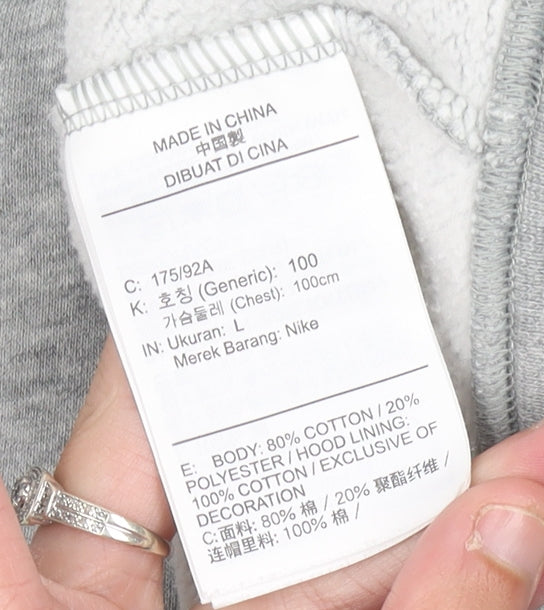 MADE IN CHINA
中国製
DIBUAT DI CINA
C: 175/92A
K: 호칭 (Generic): 100
가슴둘레 (Chest): 100cm
IN: Ukuran: L
Merek Barang: Nike
E: BODY: 80% COTTON / 20%
POLYESTER / HOOD LINING:
100% COTTON / EXCLUSIVE OF
DECORATION
C:面料: 80% 棉 / 20% 聚酯纤维 /
连帽里料: 100% 棉 /